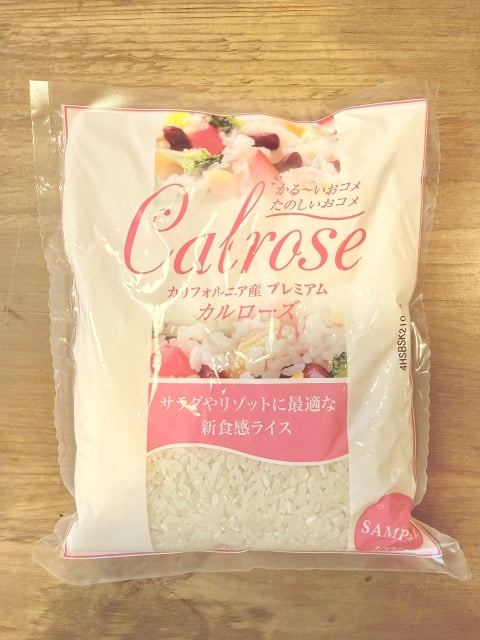 かる～いおコメ
たのしいおコメ
Calrose
カリフォルニア産 プレミアム
カルローズ
4HSBSK210
サラダやリゾットに最適な
新食感ライス